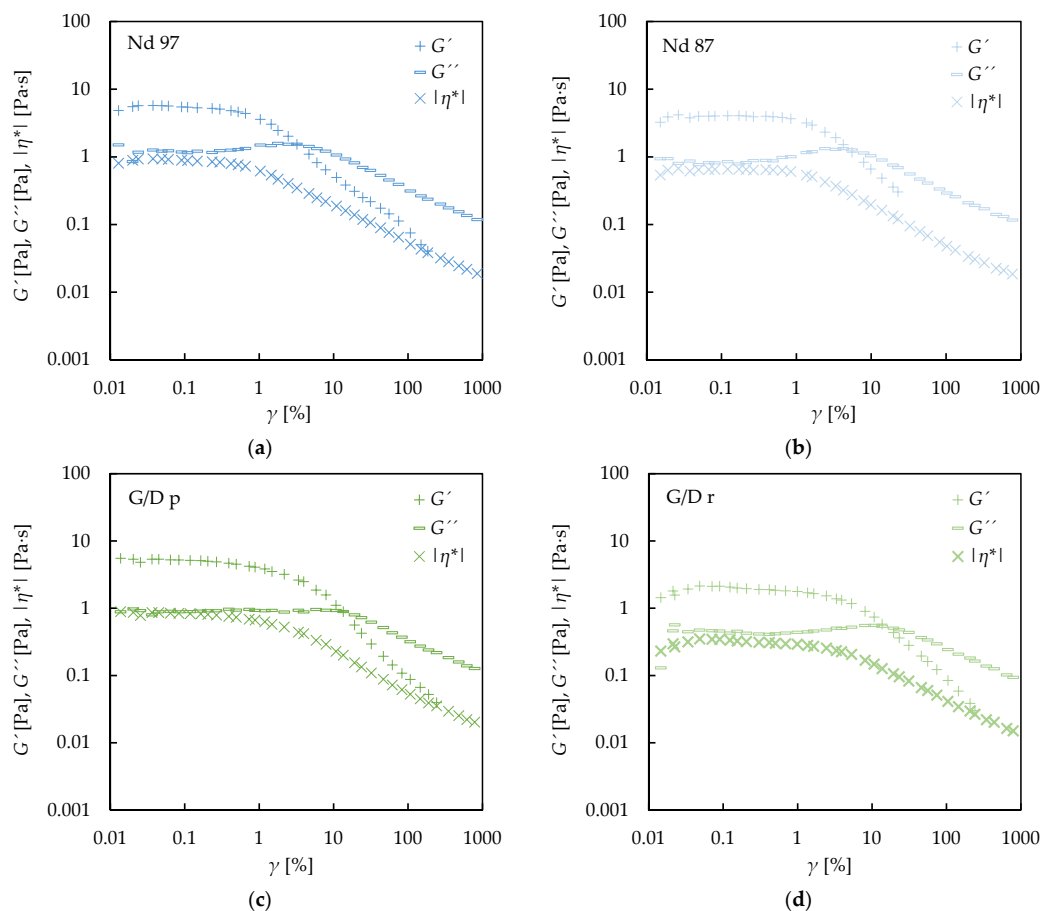 G´ [Pa], G´´ [Pa], |η*| [Pa·s]
100
10
1
0.1
0.01
0.001
Nd 97
G´
G´´
|η*|
0.01 0.1 1 10 100 1000
γ [%]
(a)
G´ [Pa], G´´ [Pa], |η*| [Pa·s]
100
10
1
0.1
0.01
0.001
Nd 87
G´
G´´
|η*|
0.01 0.1 1 10 100 1000
γ [%]
(b)
G´ [Pa], G´´ [Pa], |η*| [Pa·s]
100
10
1
0.1
0.01
0.001
G/D p
G´
G´´
|η*|
0.01 0.1 1 10 100 1000
γ [%]
(c)
G´ [Pa], G´´ [Pa], |η*| [Pa·s]
100
10
1
0.1
0.01
0.001
G/D r
G´
G´´
|η*|
0.01 0.1 1 10 100 1000
γ [%]
(d)